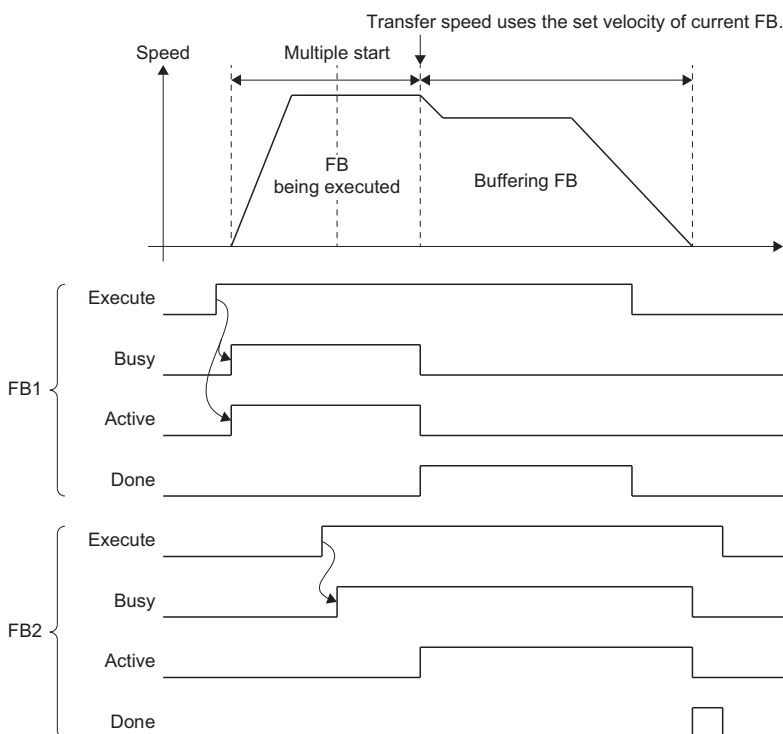 Transfer speed uses the set velocity of current FB.
Speed
Multiple start
FB
being executed
Buffering FB
FB1
Execute
Busy
Active
Done
FB2
Execute
Busy
Active
Done